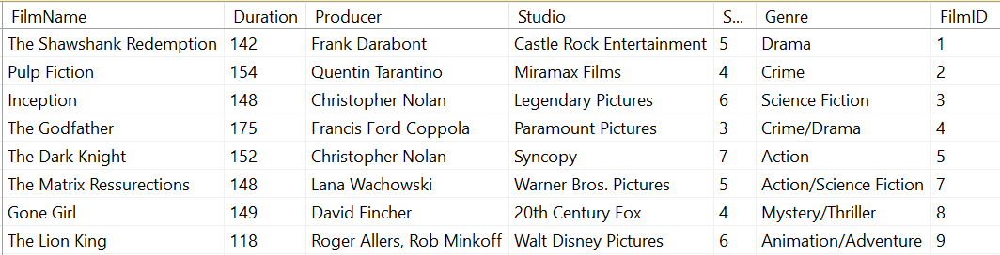 FilmName Duration Producer Studio S... Genre FilmID
The Shawshank Redemption 142 Frank Darabont Castle Rock Entertainment 5 Drama 1
Pulp Fiction 154 Quentin Tarantino Miramax Films 4 Crime 2
Inception 148 Christopher Nolan Legendary Pictures 6 Science Fiction 3
The Godfather 175 Francis Ford Coppola Paramount Pictures 3 Crime/Drama 4
The Dark Knight 152 Christopher Nolan Syncopy 7 Action 5
The Matrix Ressurections 148 Lana Wachowski Warner Bros. Pictures 5 Action/Science Fiction 7
Gone Girl 149 David Fincher 20th Century Fox 4 Mystery/Thriller 8
The Lion King 118 Roger Allers, Rob Minkoff Walt Disney Pictures 6 Animation/Adventure 9